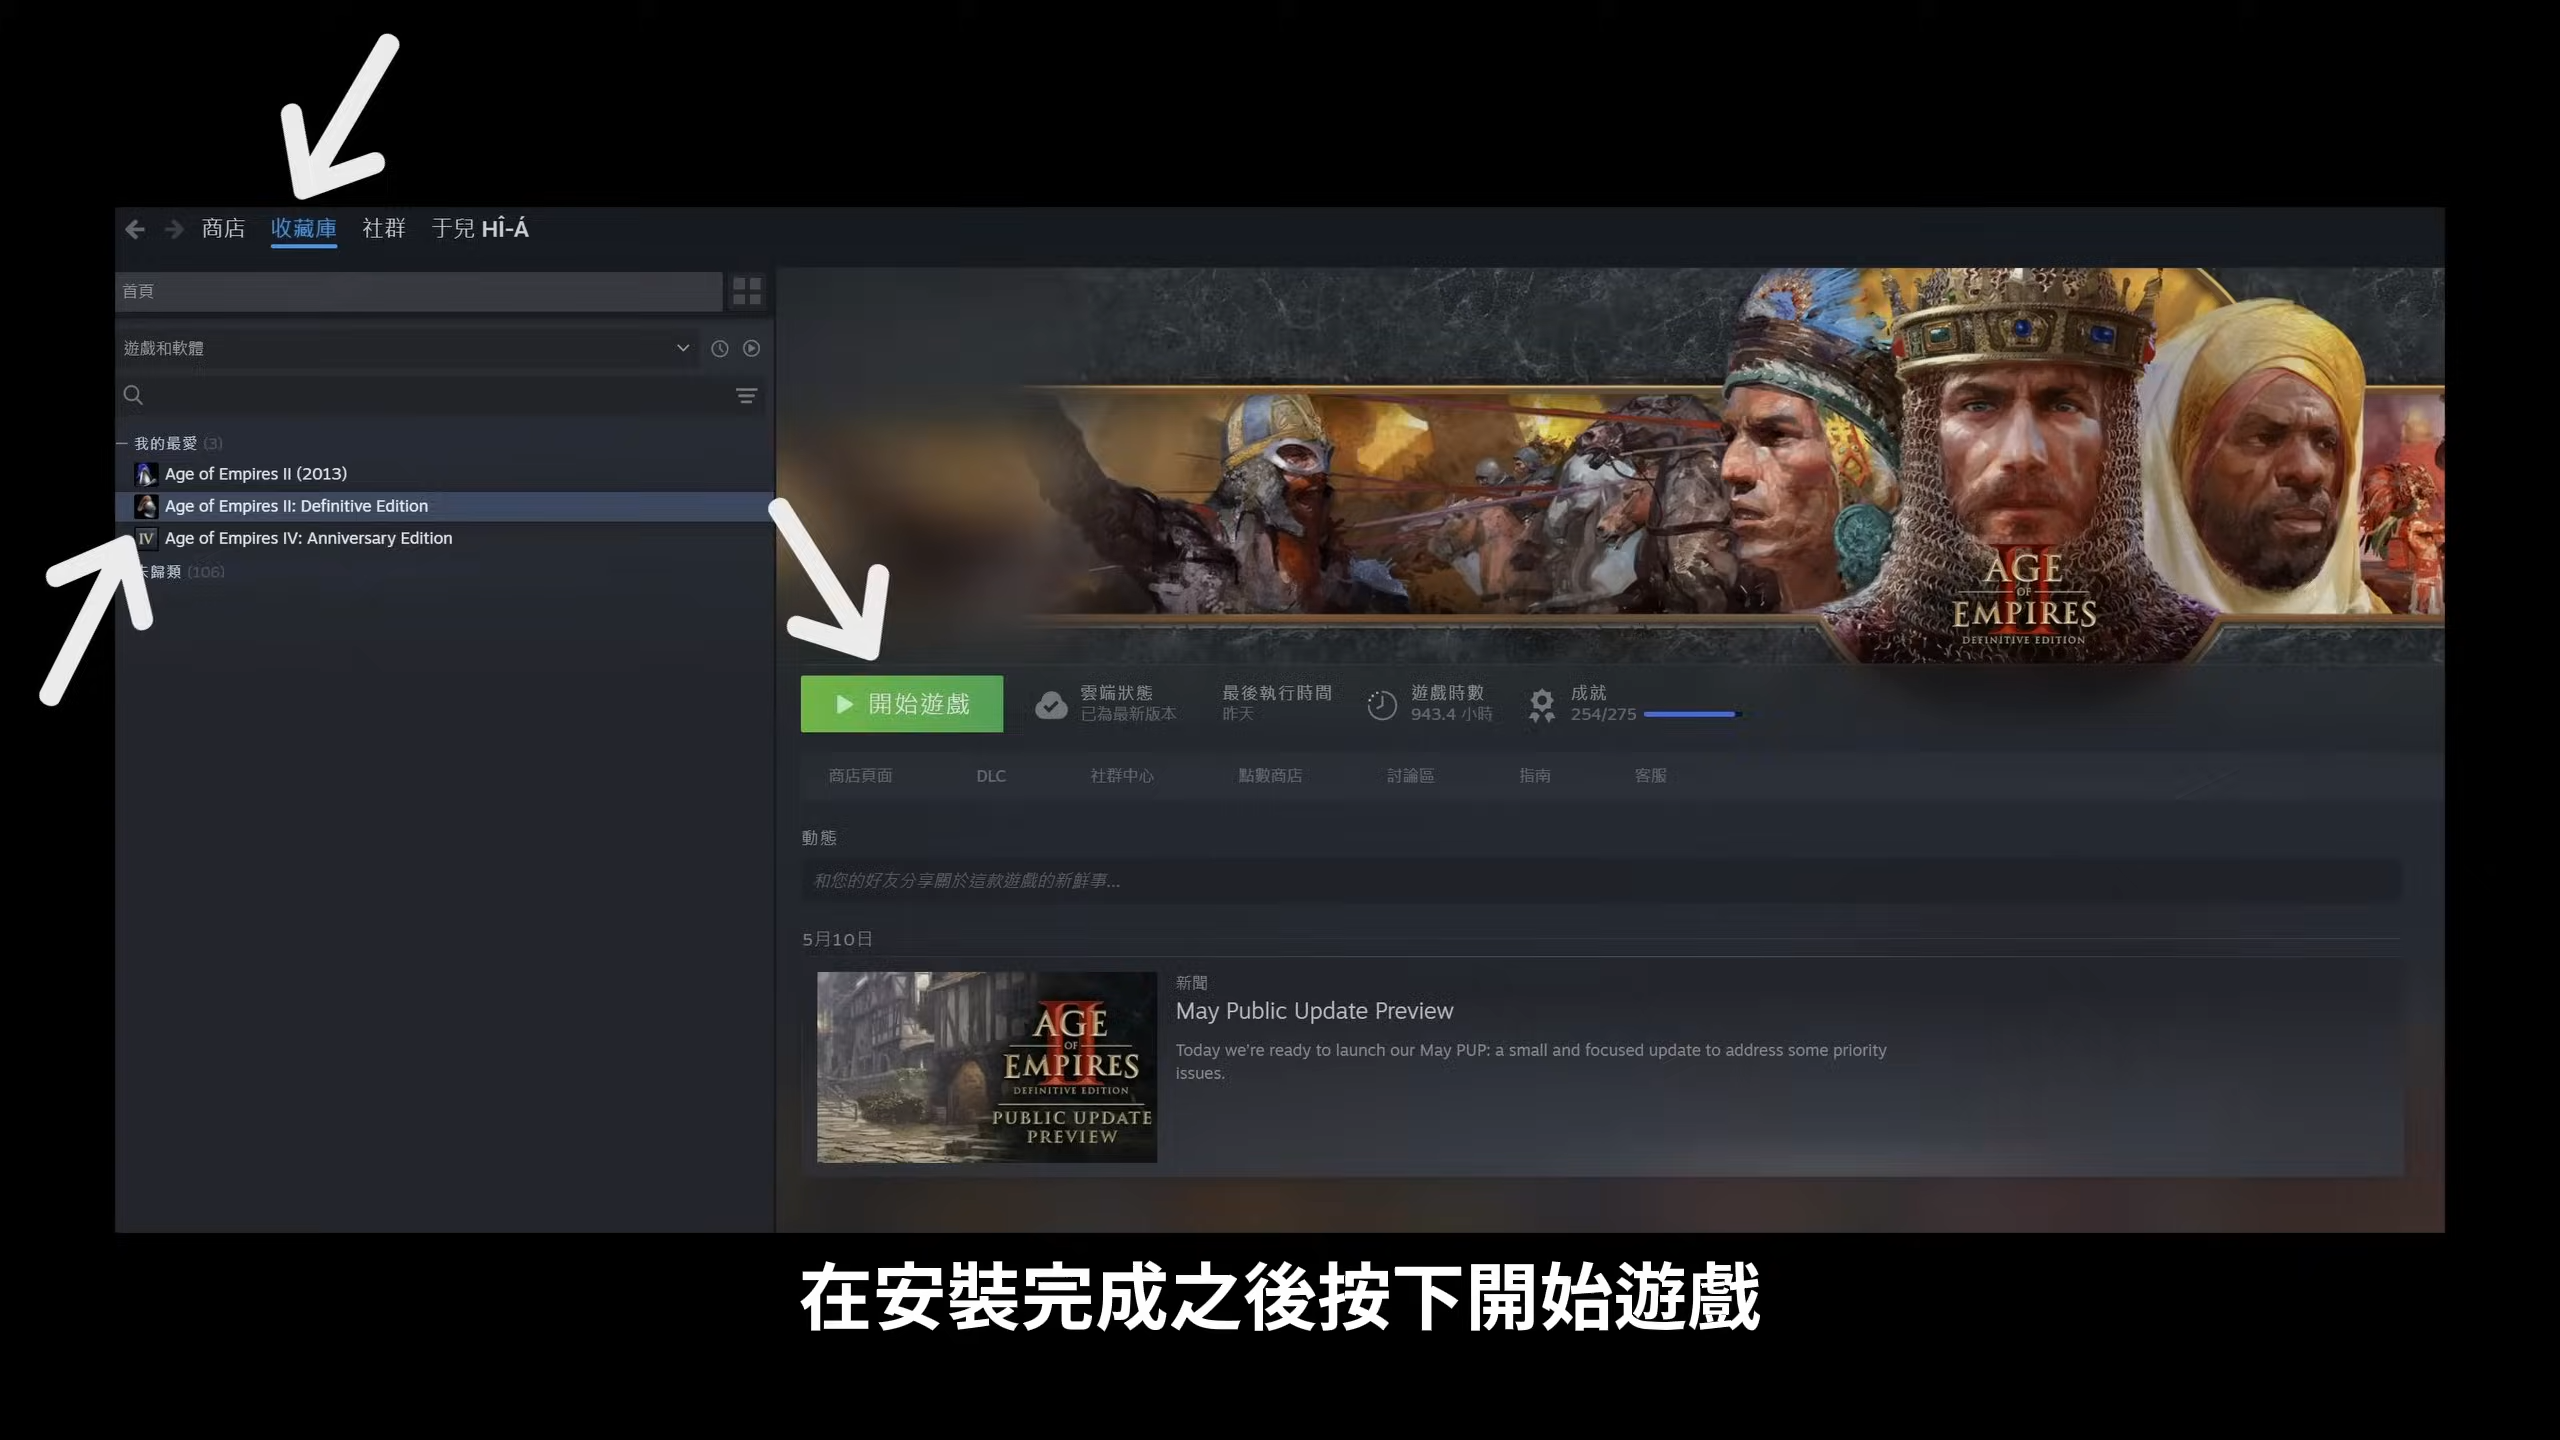 商店 收藏庫 社群 于兒 HÎ-Á
首頁
遊戲和軟體
我的最愛 (3)
Age of Empires II (2013)
Age of Empires II: Definitive Edition
IV Age of Empires IV: Anniversary Edition
未歸類 (106)
AGE
OF
EMPIRES
II
DEFINITIVE EDITION
開始遊戲
雲端狀態
已為最新版本
最後執行時間
昨天
遊戲時數
943.4 小時
成就
254/275
商店頁面 DLC 社群中心 點數商店 討論區 指南 客服
動態
和您的好友分享關於這款遊戲的新鮮事...
5月10日
AGE
OF
EMPIRES
II
DEFINITIVE EDITION
PUBLIC UPDATE
PREVIEW
新聞
May Public Update Preview
Today we're ready to launch our May PUP: a small and focused update to address some priority
issues.
在安裝完成之後按下開始遊戲